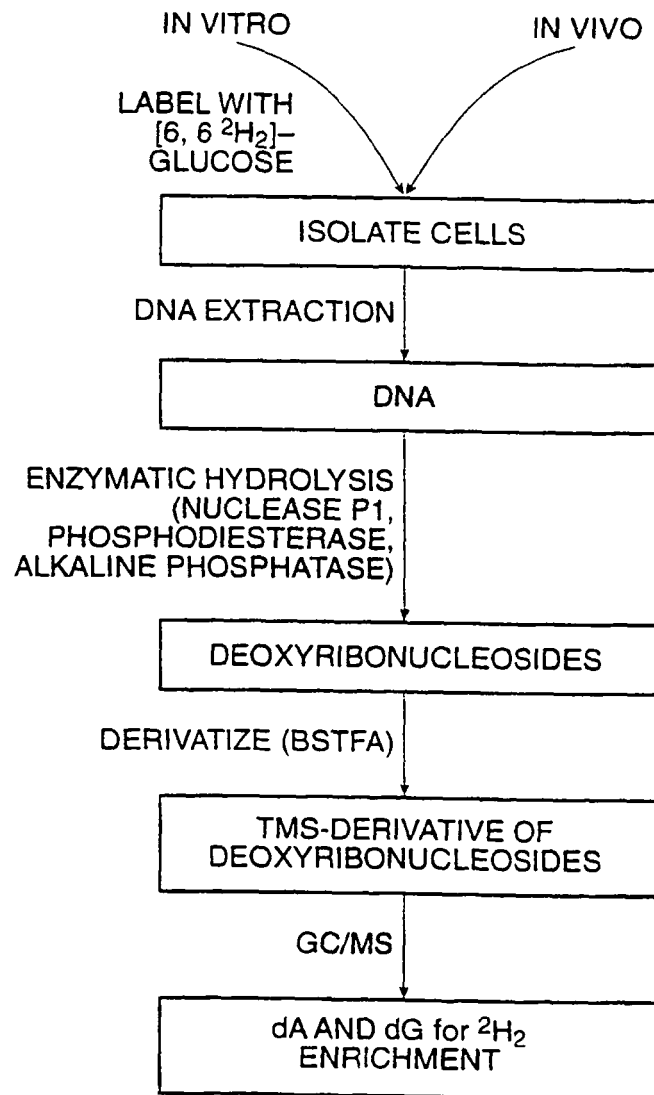 IN VITRO
IN VIVO
LABEL WITH
[6, 6 ²H₂]–
GLUCOSE
ISOLATE CELLS
DNA EXTRACTION
DNA
ENZYMATIC HYDROLYSIS
(NUCLEASE P1,
PHOSPHODIESTERASE,
ALKALINE PHOSPHATASE)
DEOXYRIBONUCLEOSIDES
DERIVATIZE (BSTFA)
TMS-DERIVATIVE OF
DEOXYRIBONUCLEOSIDES
GC/MS
dA AND dG for ²H₂
ENRICHMENT